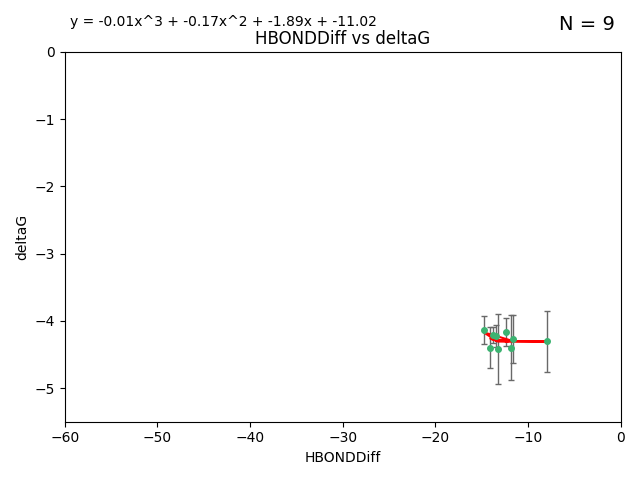 y = -0.01x^3 + -0.17x^2 + -1.89x + -11.02
N = 9
HBONDDiff vs deltaG
0
−1
−2
−3
−4
−5
deltaG
−60 −50 −40 −30 −20 −10 0
HBONDDiff